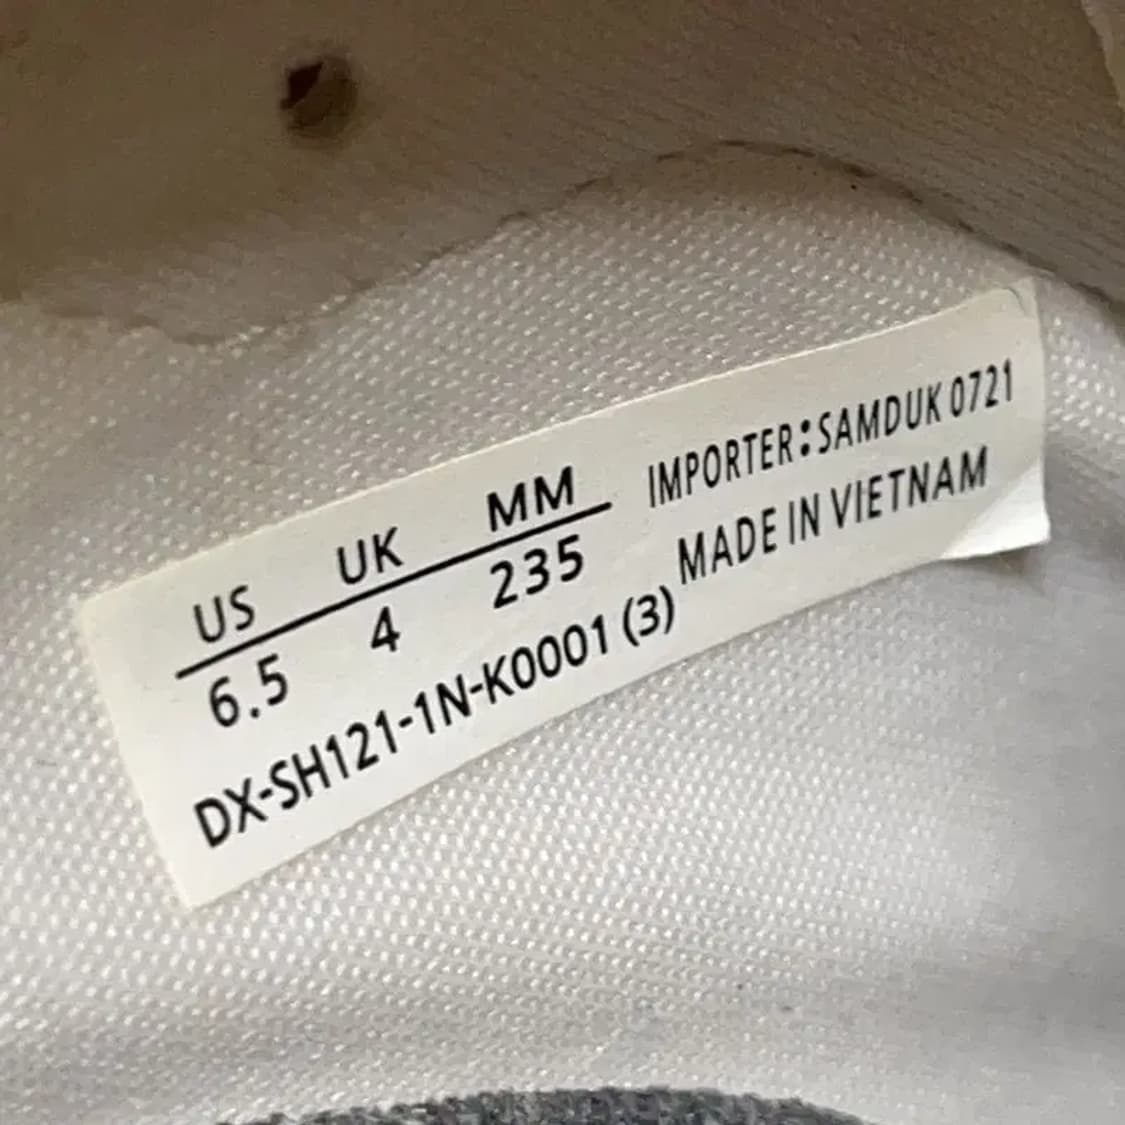 US UK MM
6.5 4 235
DX-SH121-1N-K0001 (3)
IMPORTER:SAMDUK 0721
MADE IN VIETNAM